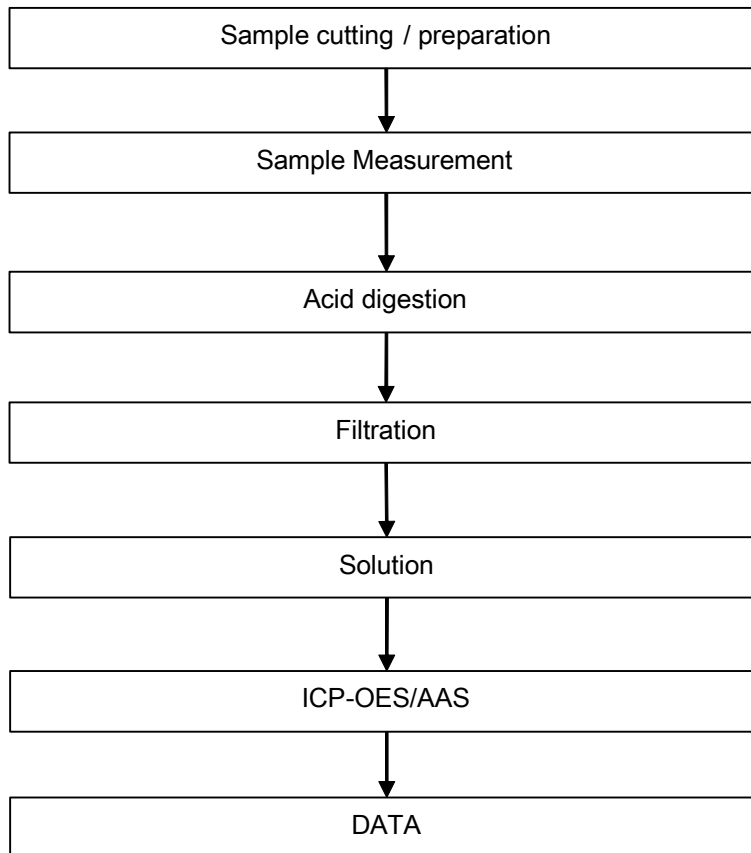 Sample cutting / preparation
Sample Measurement
Acid digestion
Filtration
Solution
ICP-OES/AAS
DATA